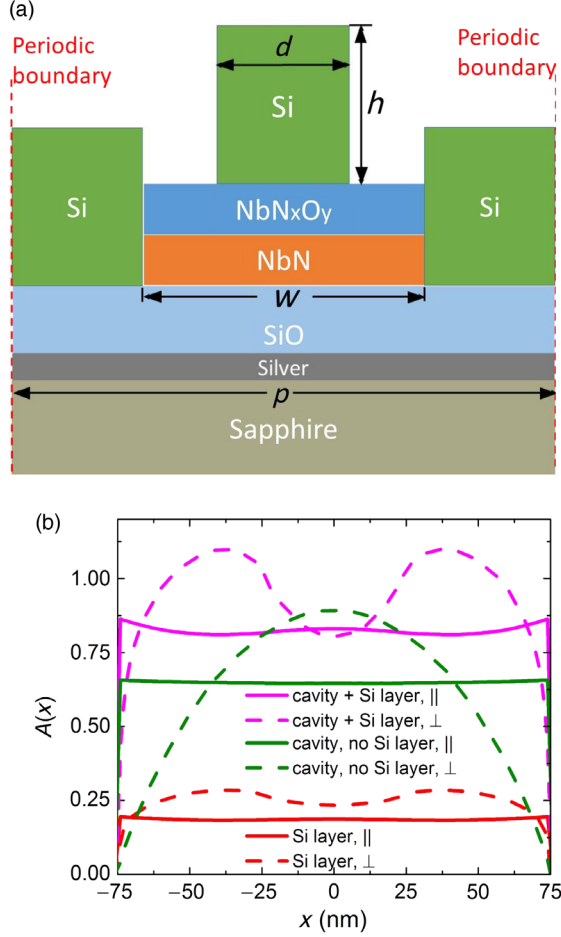 (a)
Periodic
boundary
Periodic
boundary
d
h
Si
Si
Si
NbNxOy
NbN
w
SiO
Silver
p
Sapphire
(b)
1.00
0.75
0.50
0.25
0.00
A(x)
cavity + Si layer, ||
cavity + Si layer, ⊥
cavity, no Si layer, ||
cavity, no Si layer, ⊥
Si layer, ||
Si layer, ⊥
−75 −50 −25 0 25 50 75
x (nm)